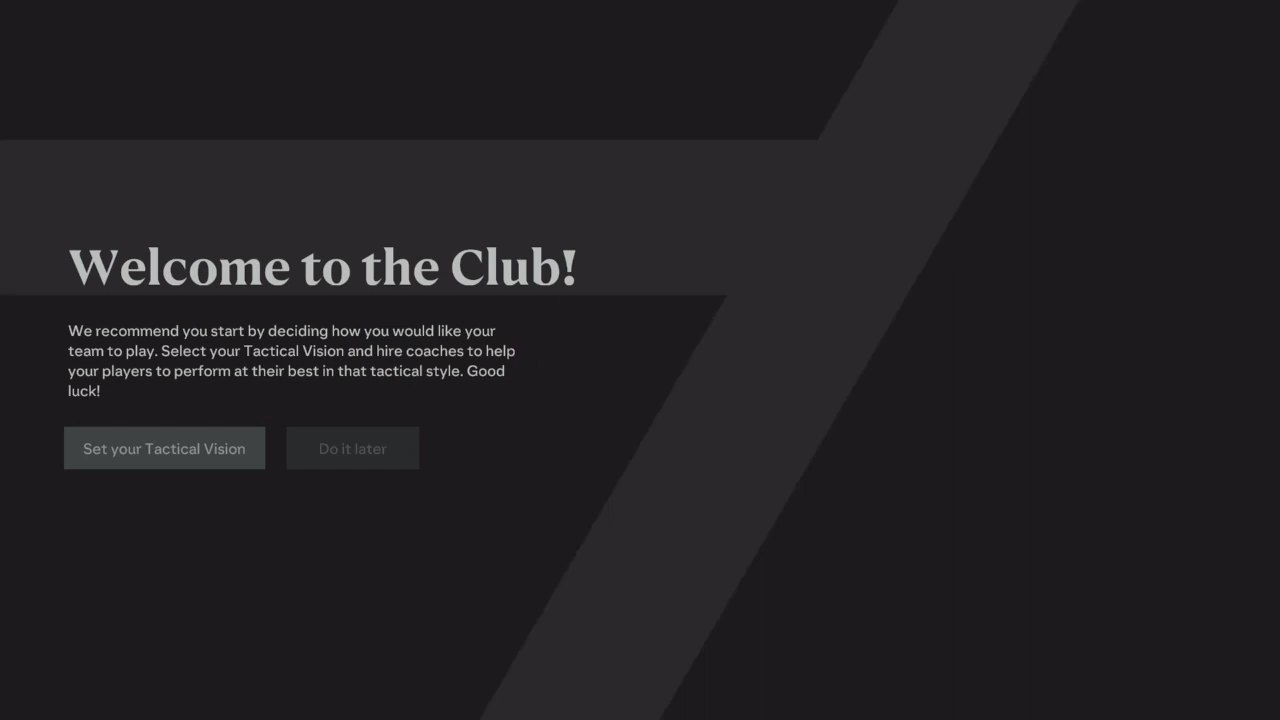 Welcome to the Club!
We recommend you start by deciding how you would like your
team to play. Select your Tactical Vision and hire coaches to help
your players to perform at their best in that tactical style. Good
luck!
Set your Tactical Vision
Do it later